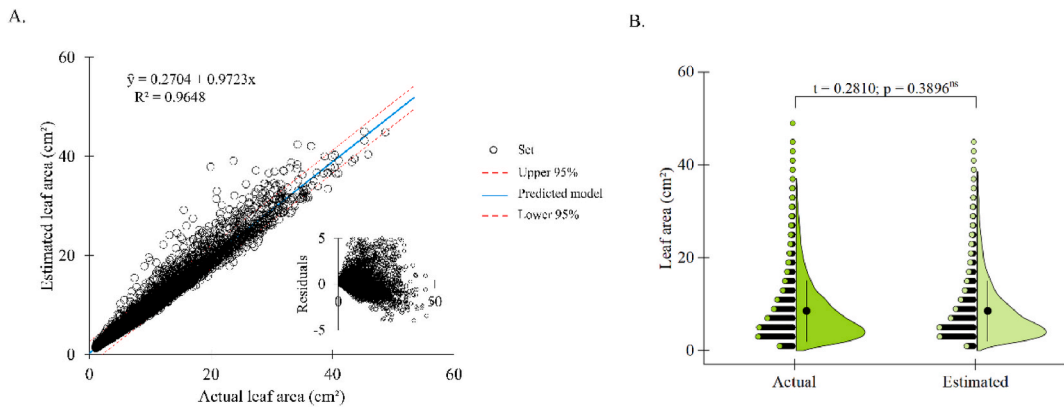 A.
60
ŷ = 0.2704 + 0.9723x
R² = 0.9648
40
20
0
Estimated leaf area (cm²)
0
20
40
60
Actual leaf area (cm²)
Set
Upper 95%
Predicted model
Lower 95%
5
0
-5
Residuals
0
50
B.
60
40
20
0
Leaf area (cm²)
t = 0.2810; p = 0.3896ⁿˢ
Actual
Estimated